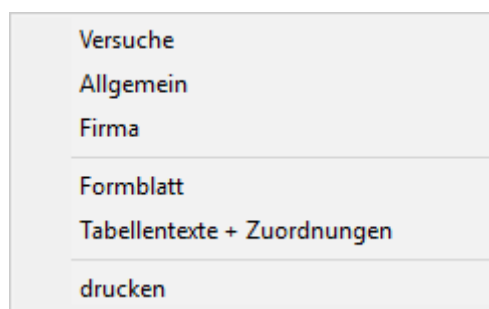 Versuche
Allgemein
Firma
Formblatt
Tabellentexte + Zuordnungen
drucken